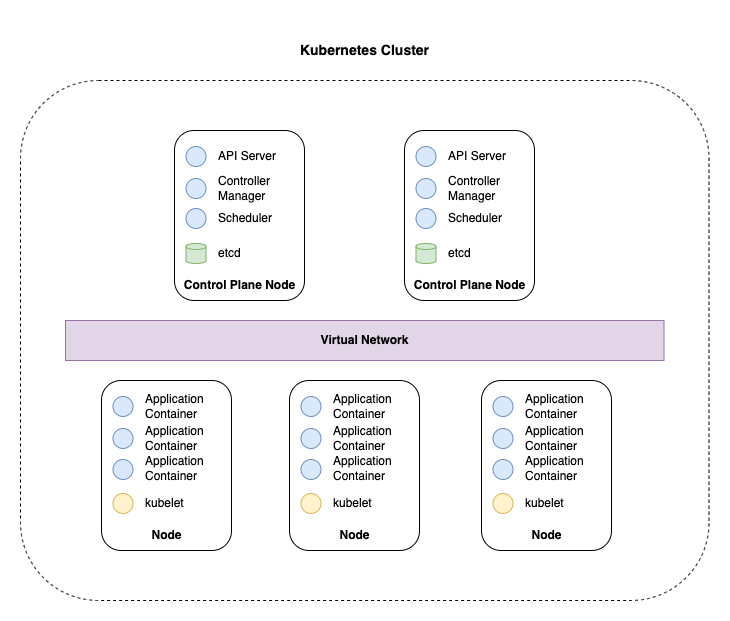 Kubernetes Cluster
API Server
Controller
Manager
Scheduler
etcd
Control Plane Node
API Server
Controller
Manager
Scheduler
etcd
Control Plane Node
Virtual Network
Application
Container
Application
Container
Application
Container
kubelet
Node
Application
Container
Application
Container
Application
Container
kubelet
Node
Application
Container
Application
Container
Application
Container
kubelet
Node